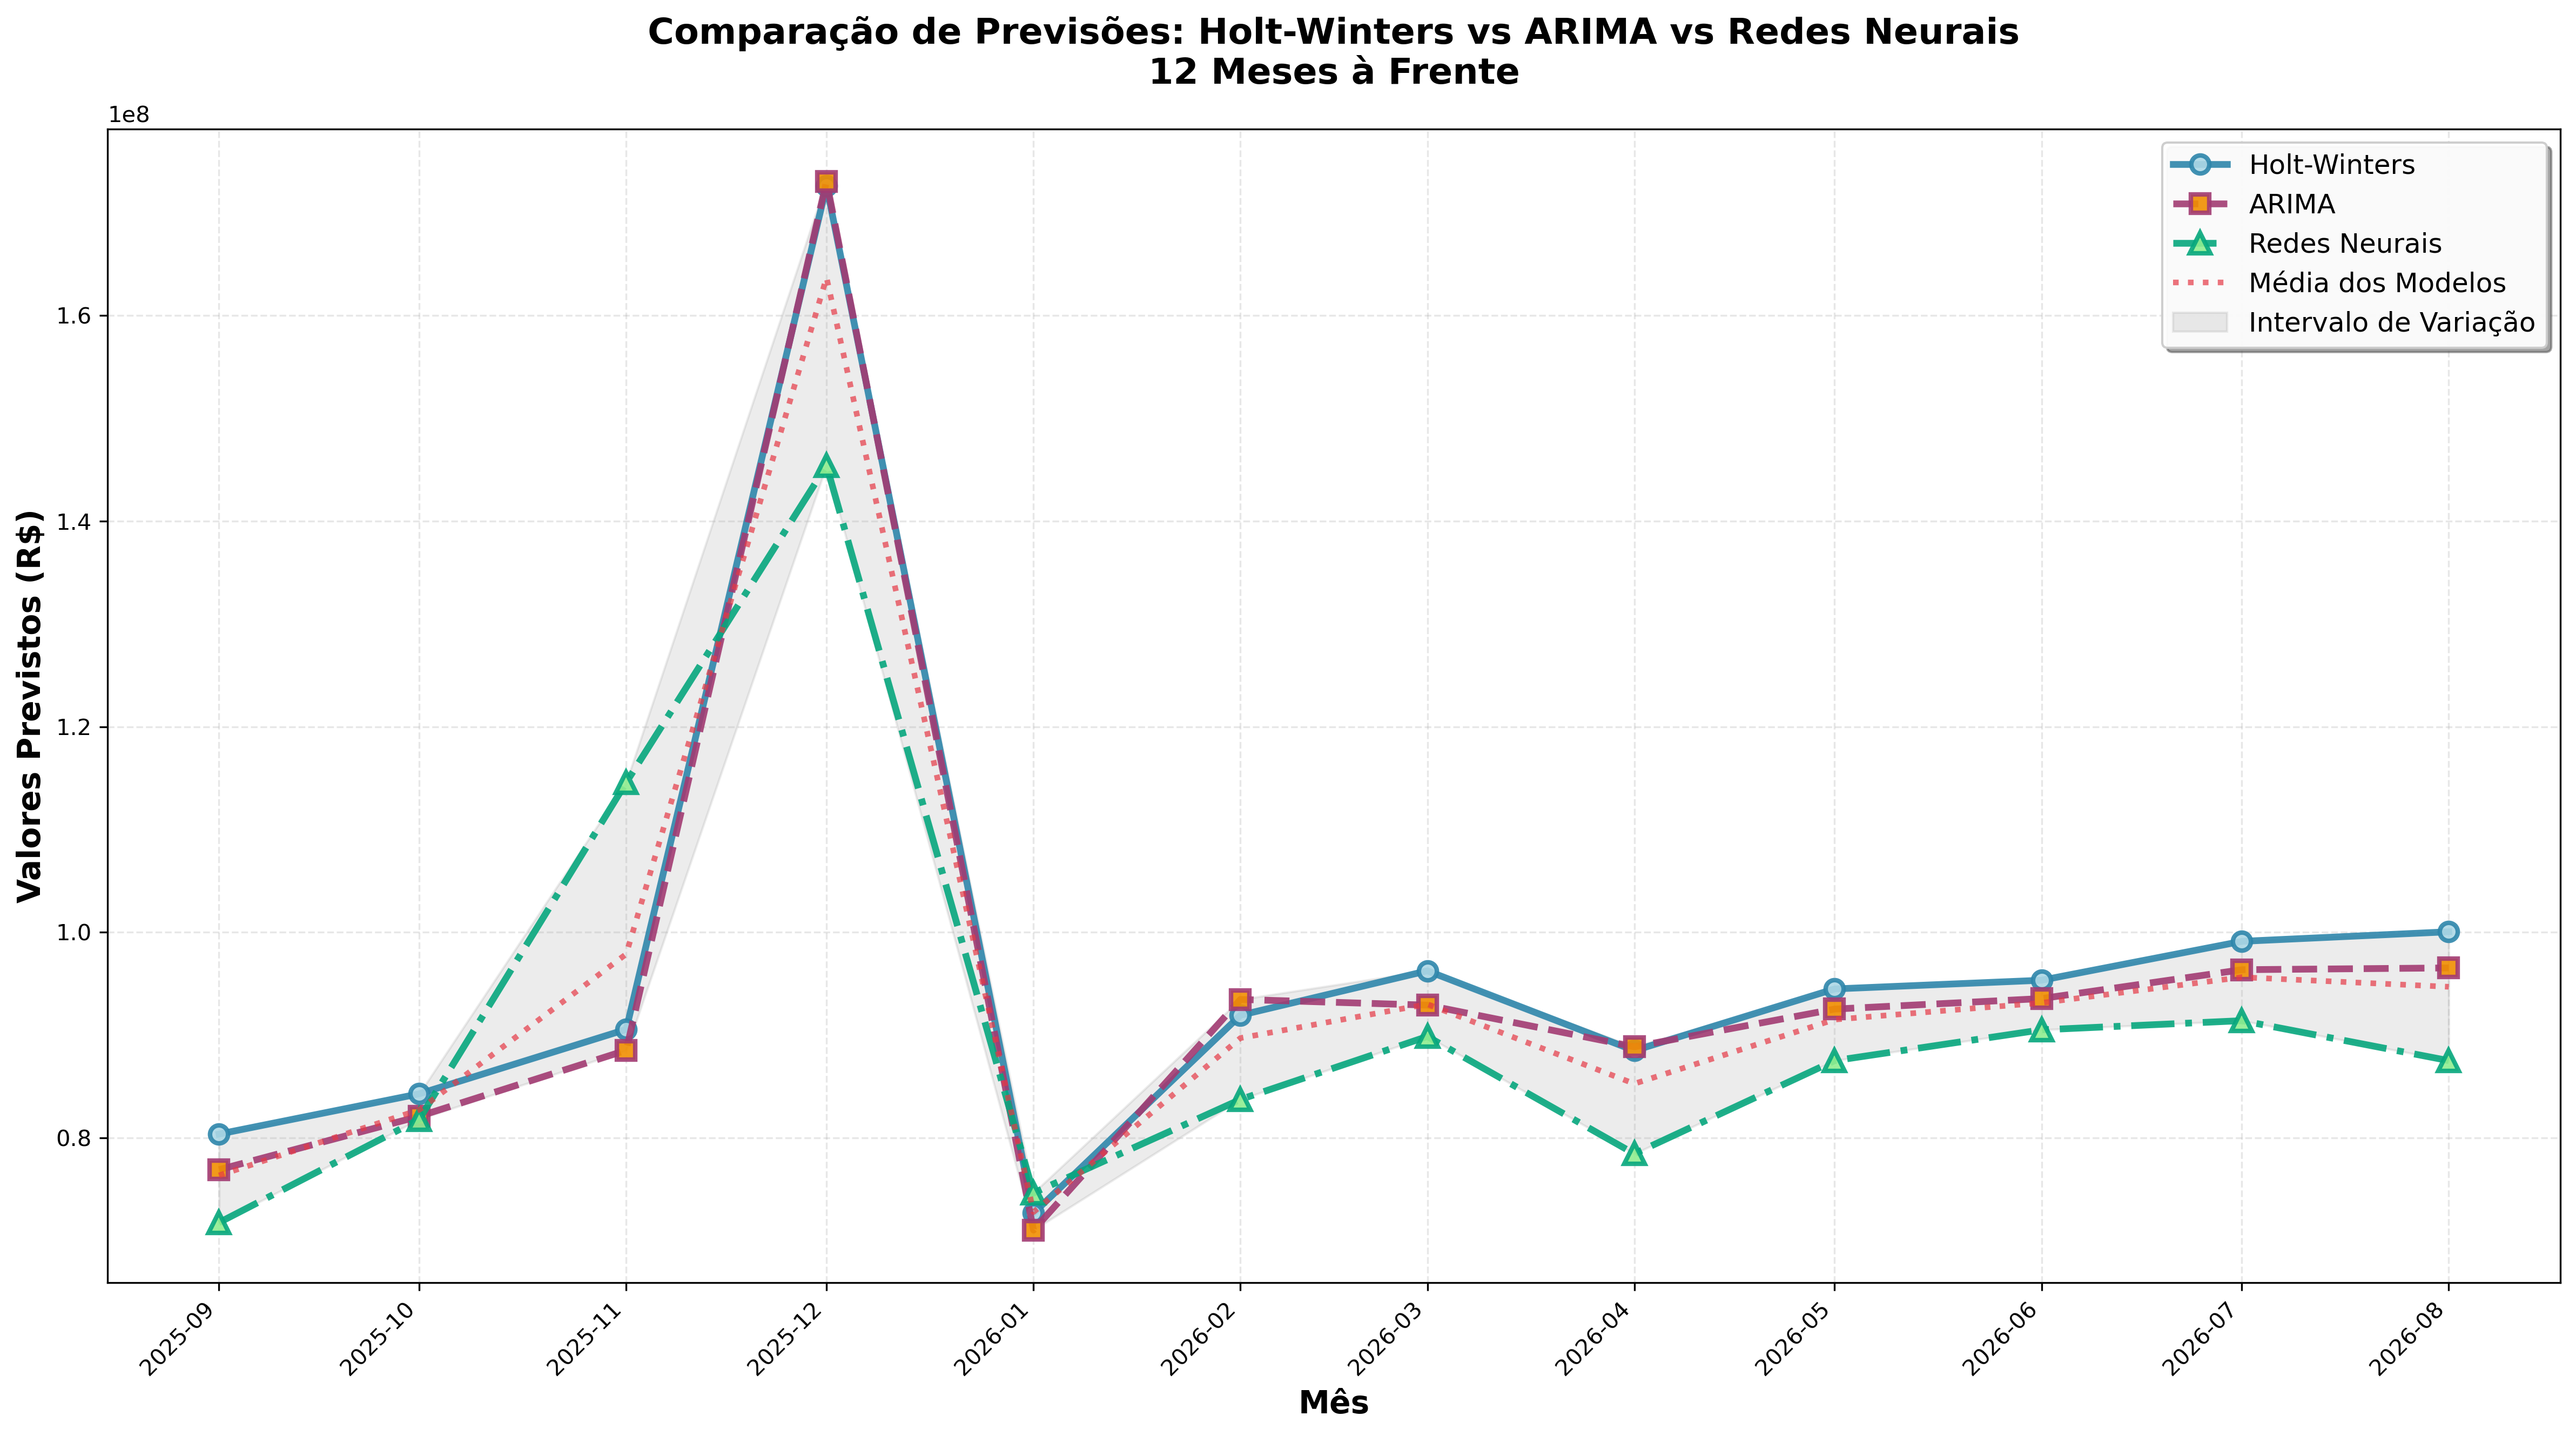 Comparação de Previsões: Holt-Winters vs ARIMA vs Redes Neurais
12 Meses à Frente
1e8
Holt-Winters
ARIMA
Redes Neurais
Média dos Modelos
Intervalo de Variação
Valores Previstos (R$)
1.6
1.4
1.2
1.0
0.8
2025-09
2025-10
2025-11
2025-12
2026-01
2026-02
2026-03
2026-04
2026-05
2026-06
2026-07
2026-08
Mês